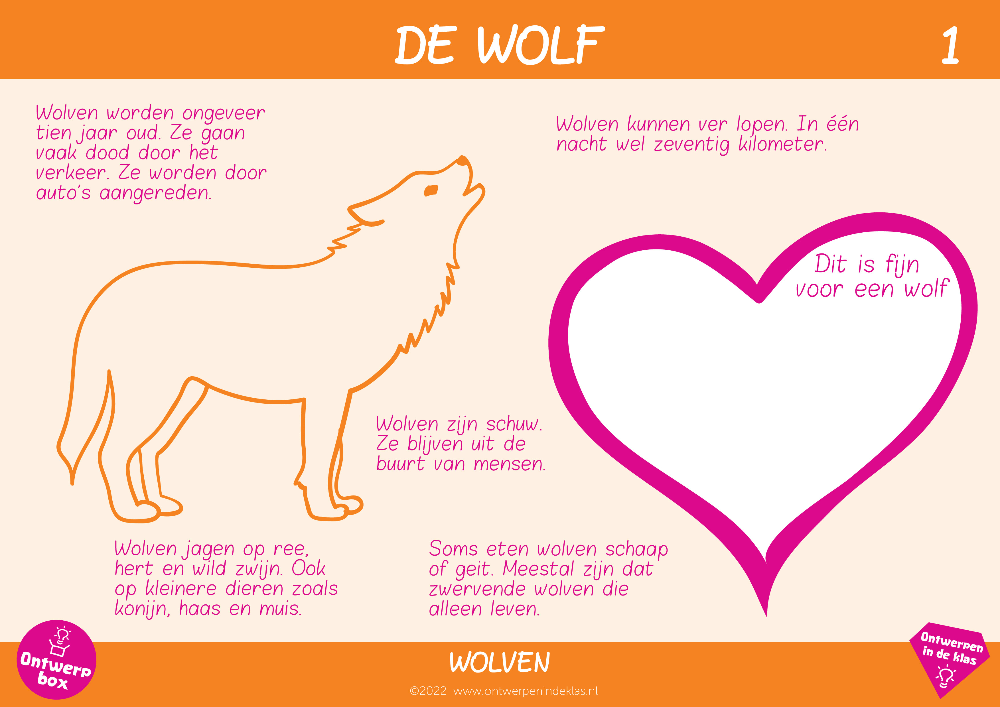 DE WOLF
1
Wolven worden ongeveer
tien jaar oud. Ze gaan
vaak dood door het
verkeer. Ze worden door
auto's aangereden.
Wolven kunnen ver lopen. In één
nacht wel zeventig kilometer.
Dit is fijn
voor een wolf
Wolven zijn schuw.
Ze blijven uit de
buurt van mensen.
Wolven jagen op ree,
hert en wild zwijn. Ook
op kleinere dieren zoals
konijn, haas en muis.
Soms eten wolven schaap
of geit. Meestal zijn dat
zwervende wolven die
alleen leven.
Ontwerp
box
WOLVEN
©2022 www.ontwerpenindeklas.nl
Ontwerpen
in de klas